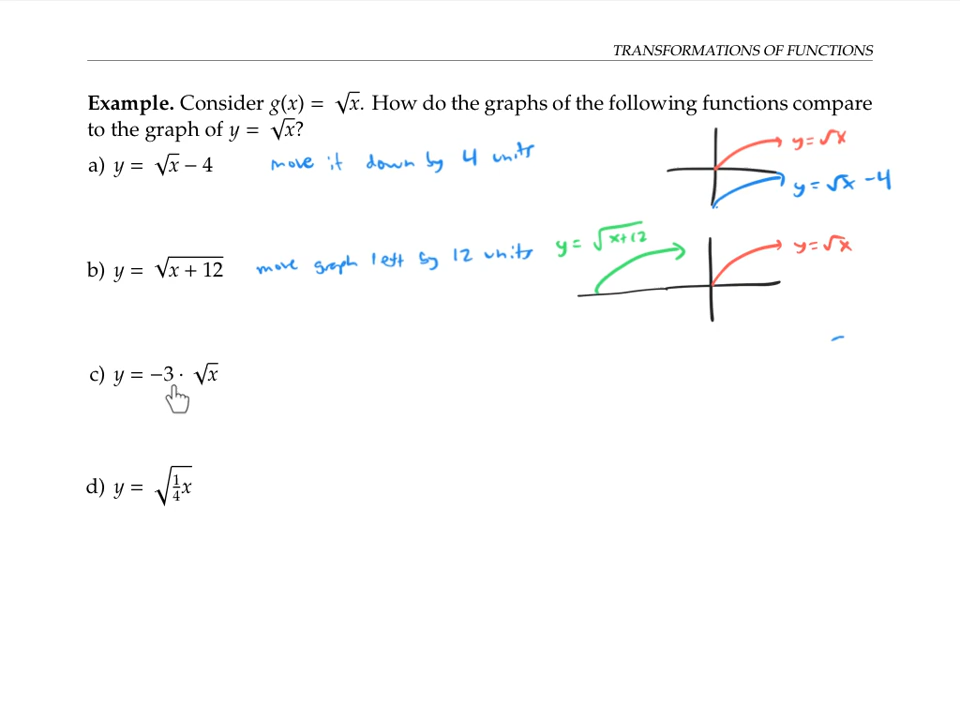 TRANSFORMATIONS OF FUNCTIONS
Example. Consider g(x) = √x. How do the graphs of the following functions compare
to the graph of y = √x?
a) y = √x − 4 move it down by 4 units
y = √x
y = √x − 4
b) y = √(x + 12) move graph left by 12 units
y = √(x+12)
y = √x
c) y = −3 · √x
d) y = √(1/4 x)